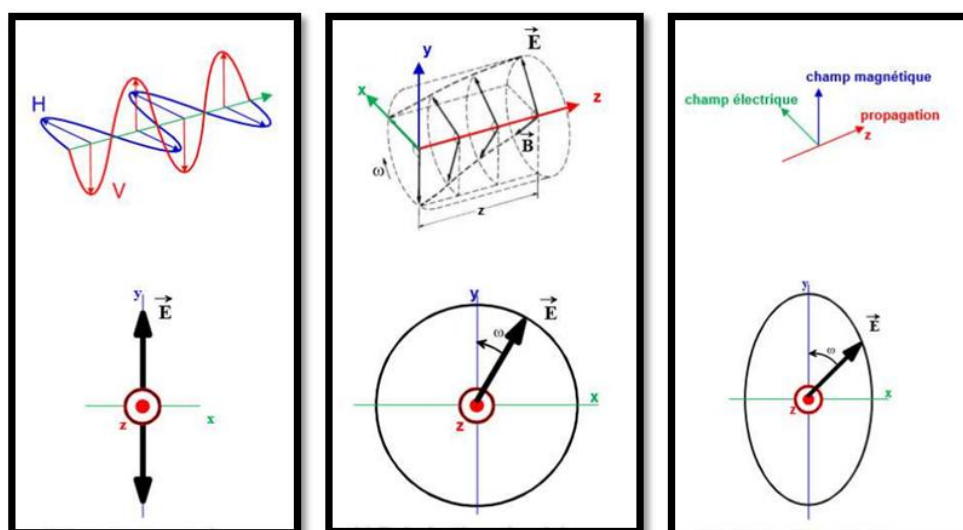 H
V
y
E
x
z
B
ω
z
champ magnétique
champ électrique
propagation
z
y
E
z
x
y
E
ω
x
z
y
E
ω
x
z